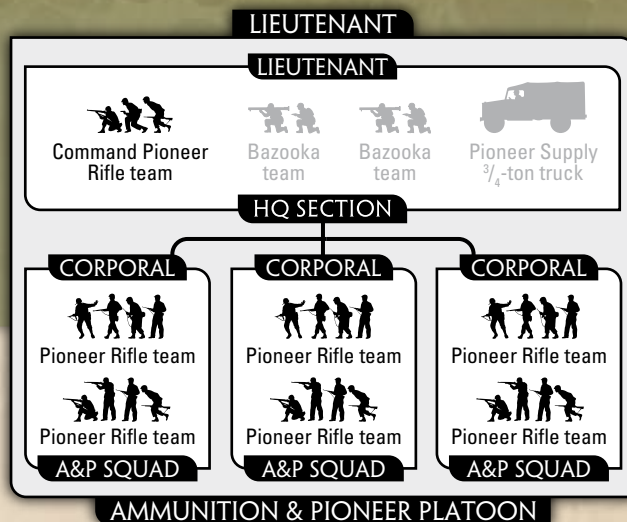 LIEUTENANT
LIEUTENANT
Command Pioneer
Rifle team
Bazooka
team
Bazooka
team
Pioneer Supply
3/4-ton truck
HQ SECTION
CORPORAL
Pioneer Rifle team
Pioneer Rifle team
A&P SQUAD
CORPORAL
Pioneer Rifle team
Pioneer Rifle team
A&P SQUAD
CORPORAL
Pioneer Rifle team
Pioneer Rifle team
A&P SQUAD
AMMUNITION & PIONEER PLATOON